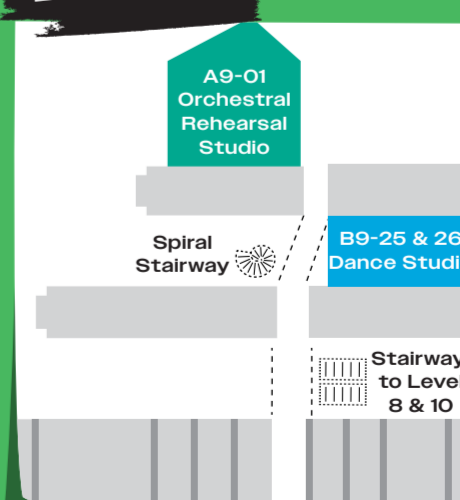 A9-01
Orchestral
Rehearsal
Studio
Spiral
Stairway
B9-25 & 26
Dance Studi
Stairway
to Level
8 & 10